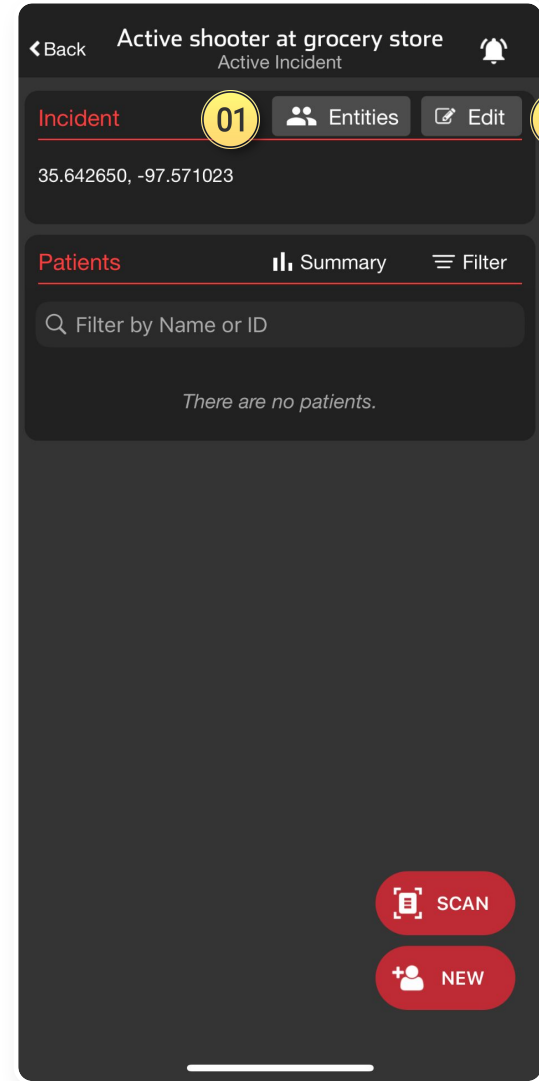 Back
Active shooter at grocery store
Active Incident
Incident
01
Entities
Edit
35.642650, -97.571023
Patients
Summary
Filter
Filter by Name or ID
There are no patients.
SCAN
NEW